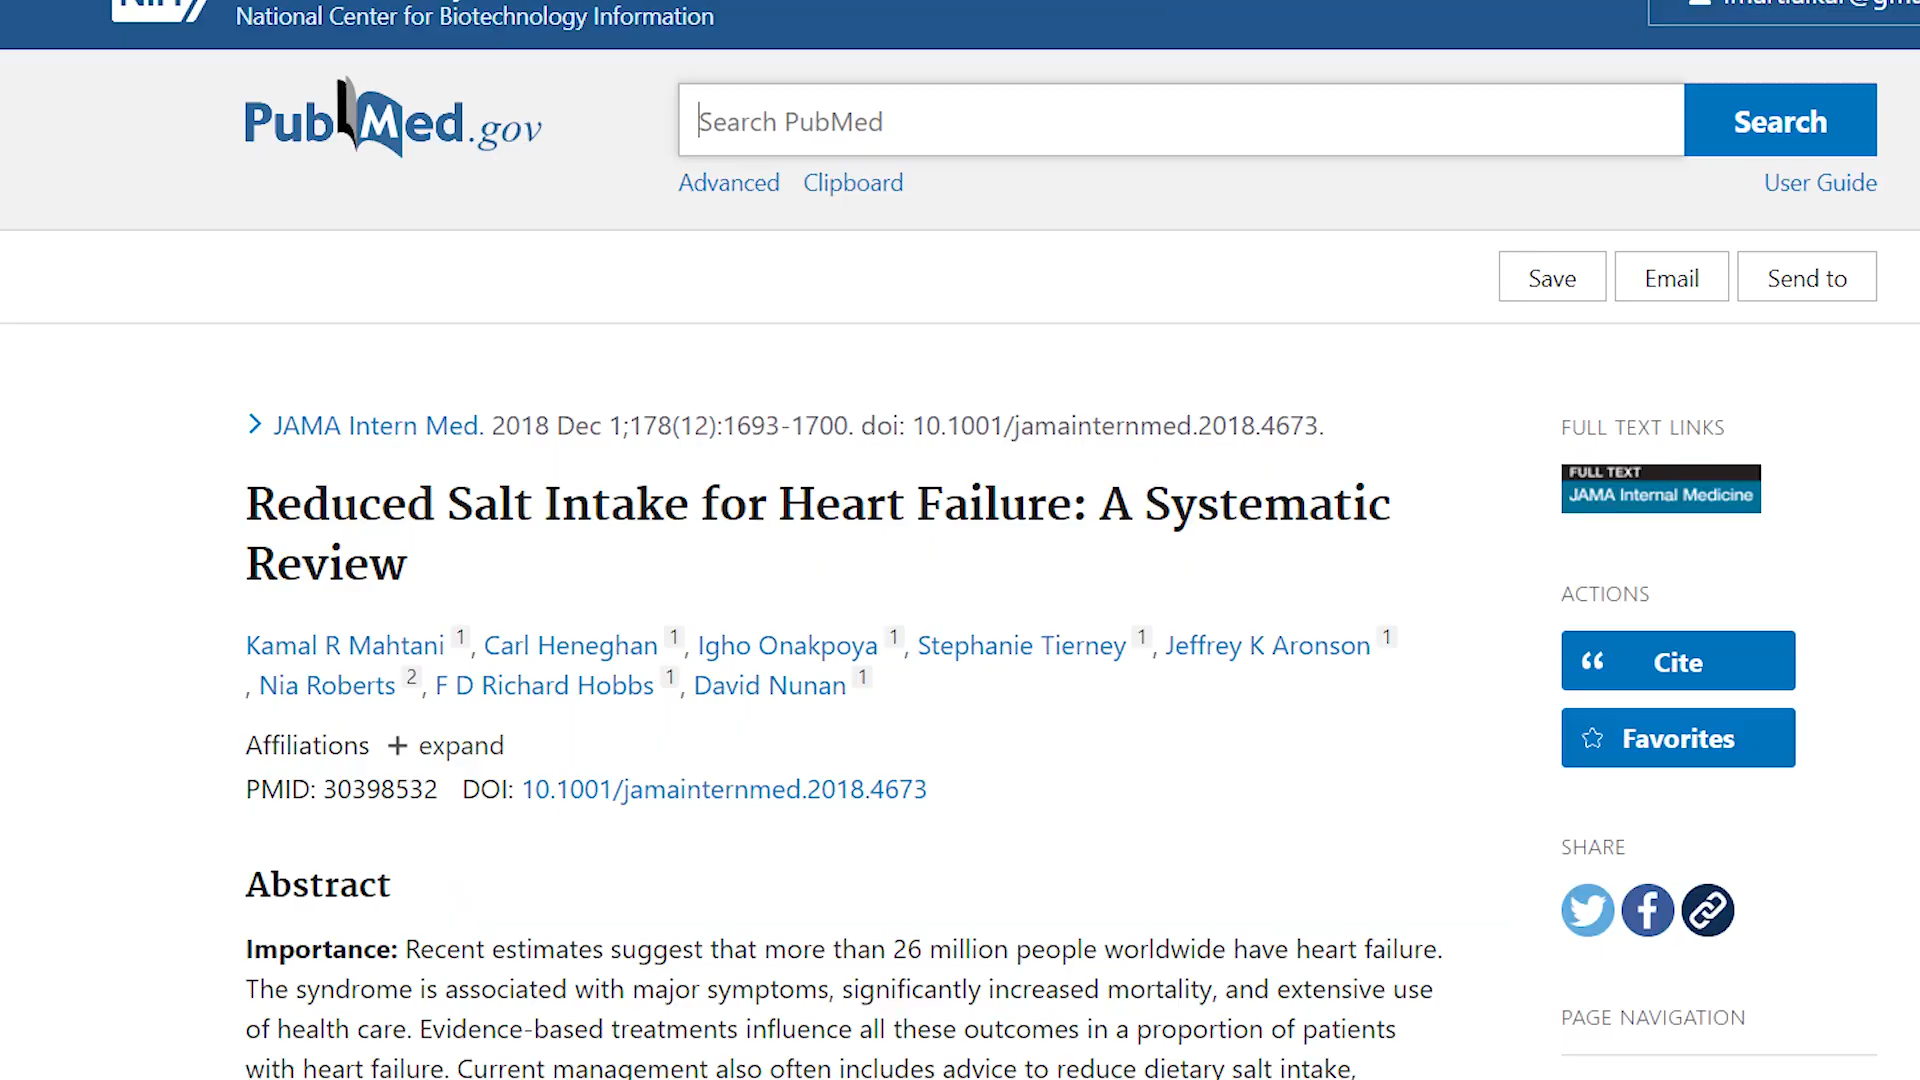 National Center for Biotechnology Information
PubMed.gov
Search PubMed
Search
Advanced Clipboard
User Guide
Save Email Send to
JAMA Intern Med. 2018 Dec 1;178(12):1693-1700. doi: 10.1001/jamainternmed.2018.4673.
Reduced Salt Intake for Heart Failure: A Systematic
Review
Kamal R Mahtani 1, Carl Heneghan 1, Igho Onakpoya 1, Stephanie Tierney 1, Jeffrey K Aronson 1
, Nia Roberts 2, F D Richard Hobbs 1, David Nunan 1
Affiliations + expand
PMID: 30398532 DOI: 10.1001/jamainternmed.2018.4673
Abstract
Importance: Recent estimates suggest that more than 26 million people worldwide have heart failure.
The syndrome is associated with major symptoms, significantly increased mortality, and extensive use
of health care. Evidence-based treatments influence all these outcomes in a proportion of patients
with heart failure. Current management also often includes advice to reduce dietary salt intake,
FULL TEXT LINKS
FULL TEXT
JAMA Internal Medicine
ACTIONS
Cite
Favorites
SHARE
PAGE NAVIGATION